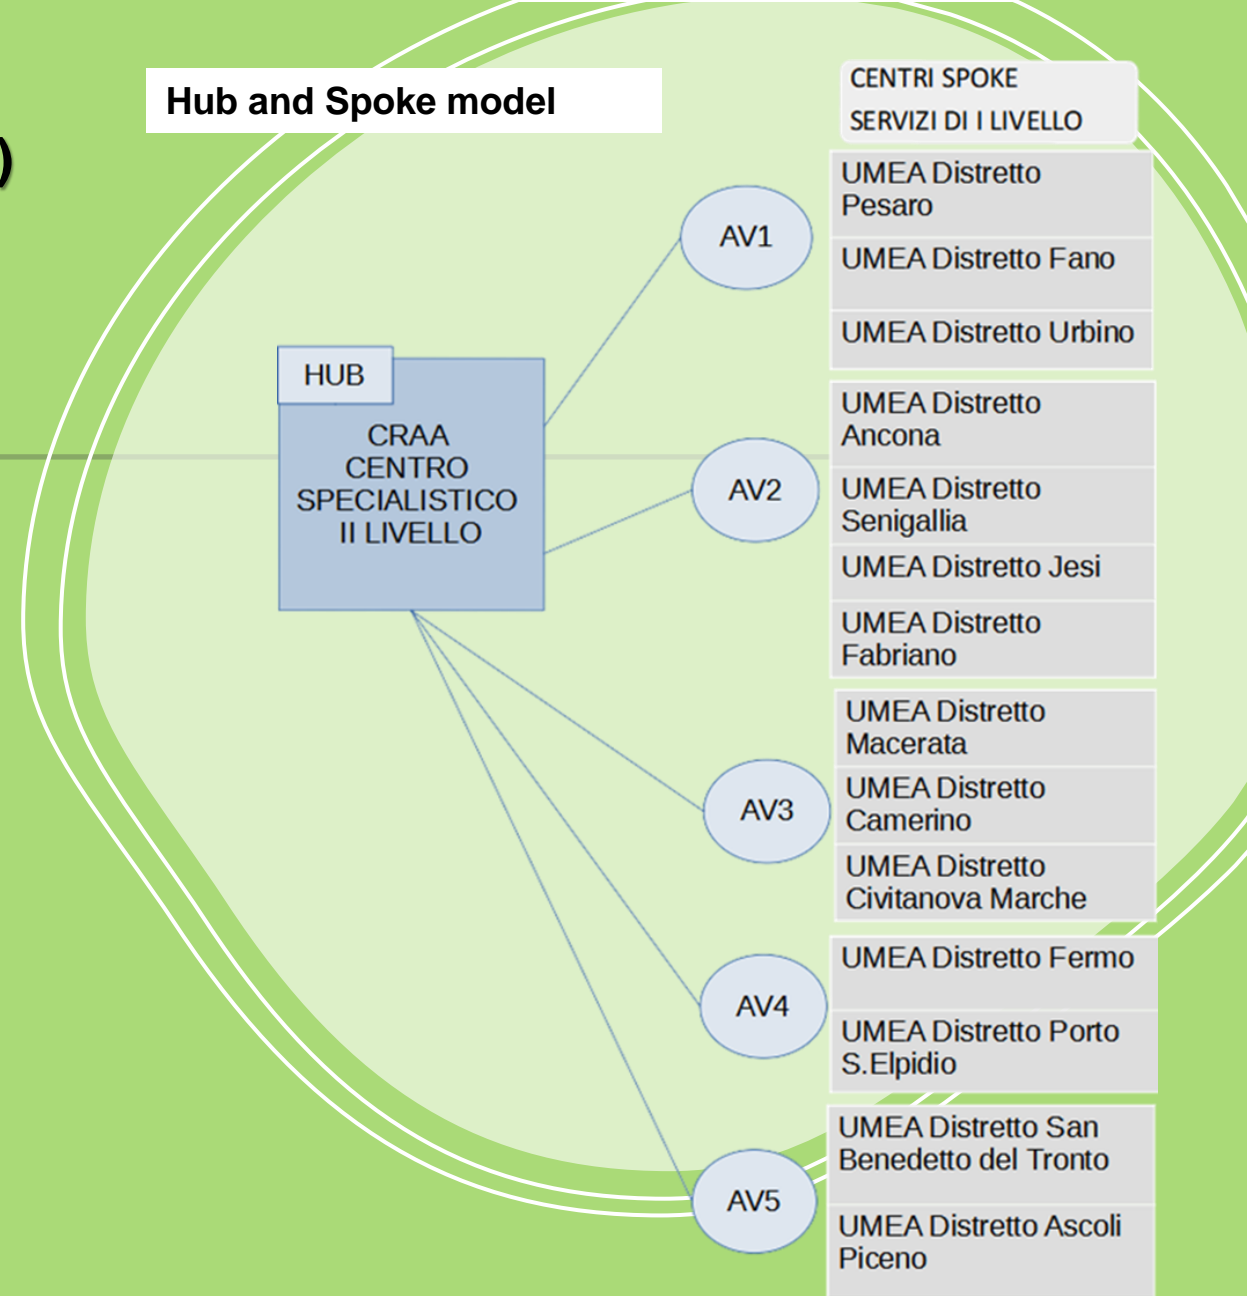 )
Hub and Spoke model
CENTRI SPOKE
SERVIZI DI I LIVELLO
HUB
CRAA
CENTRO
SPECIALISTICO
II LIVELLO
AV1
UMEA Distretto
Pesaro
UMEA Distretto Fano
UMEA Distretto Urbino
AV2
UMEA Distretto
Ancona
UMEA Distretto
Senigallia
UMEA Distretto Jesi
UMEA Distretto
Fabriano
AV3
UMEA Distretto
Macerata
UMEA Distretto
Camerino
UMEA Distretto
Civitanova Marche
AV4
UMEA Distretto Fermo
UMEA Distretto Porto
S.Elpidio
AV5
UMEA Distretto San
Benedetto del Tronto
UMEA Distretto Ascoli
Piceno